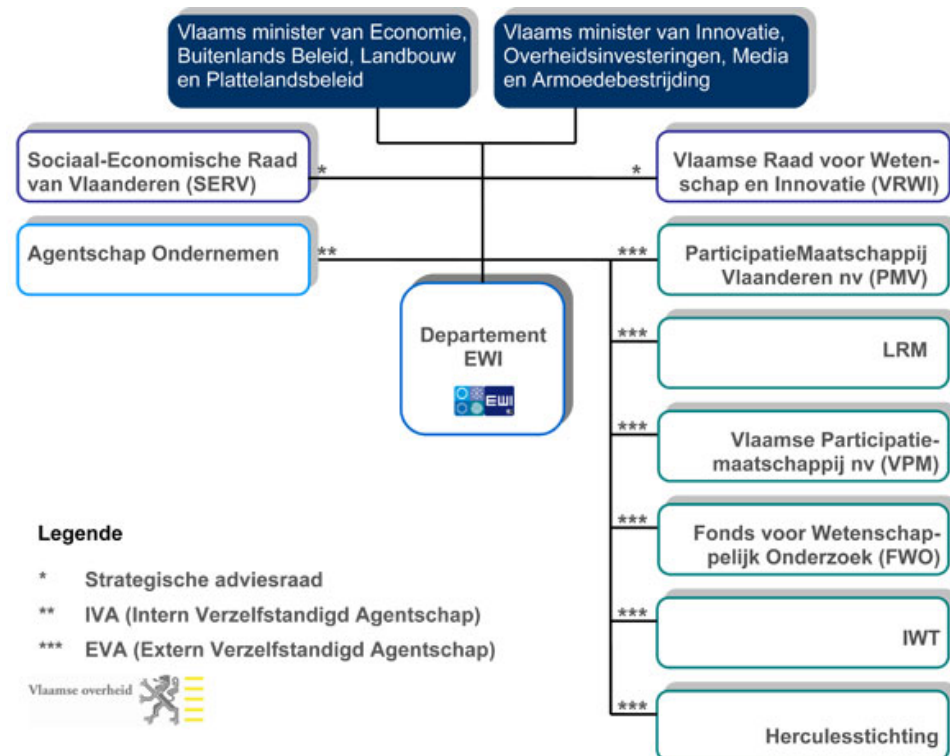 Vlaams minister van Economie,
Buitenlands Beleid, Landbouw
en Plattelandsbeleid
Vlaams minister van Innovatie,
Overheidsinvesteringen, Media
en Armoedebestrijding
Sociaal-Economische Raad
van Vlaanderen (SERV)
*
*
Vlaamse Raad voor Weten-
schap en Innovatie (VRWI)
Agentschap Ondernemen
**
***
ParticipatieMaatschappij
Vlaanderen nv (PMV)
Departement
EWI
EWI
***
LRM
***
Vlaamse Participatie-
maatschappij nv (VPM)
***
Fonds voor Wetenschap-
pelijk Onderzoek (FWO)
***
IWT
***
Herculesstichting
Legende
* Strategische adviesraad
** IVA (Intern Verzelfstandigd Agentschap)
*** EVA (Extern Verzelfstandigd Agentschap)
Vlaamse overheid